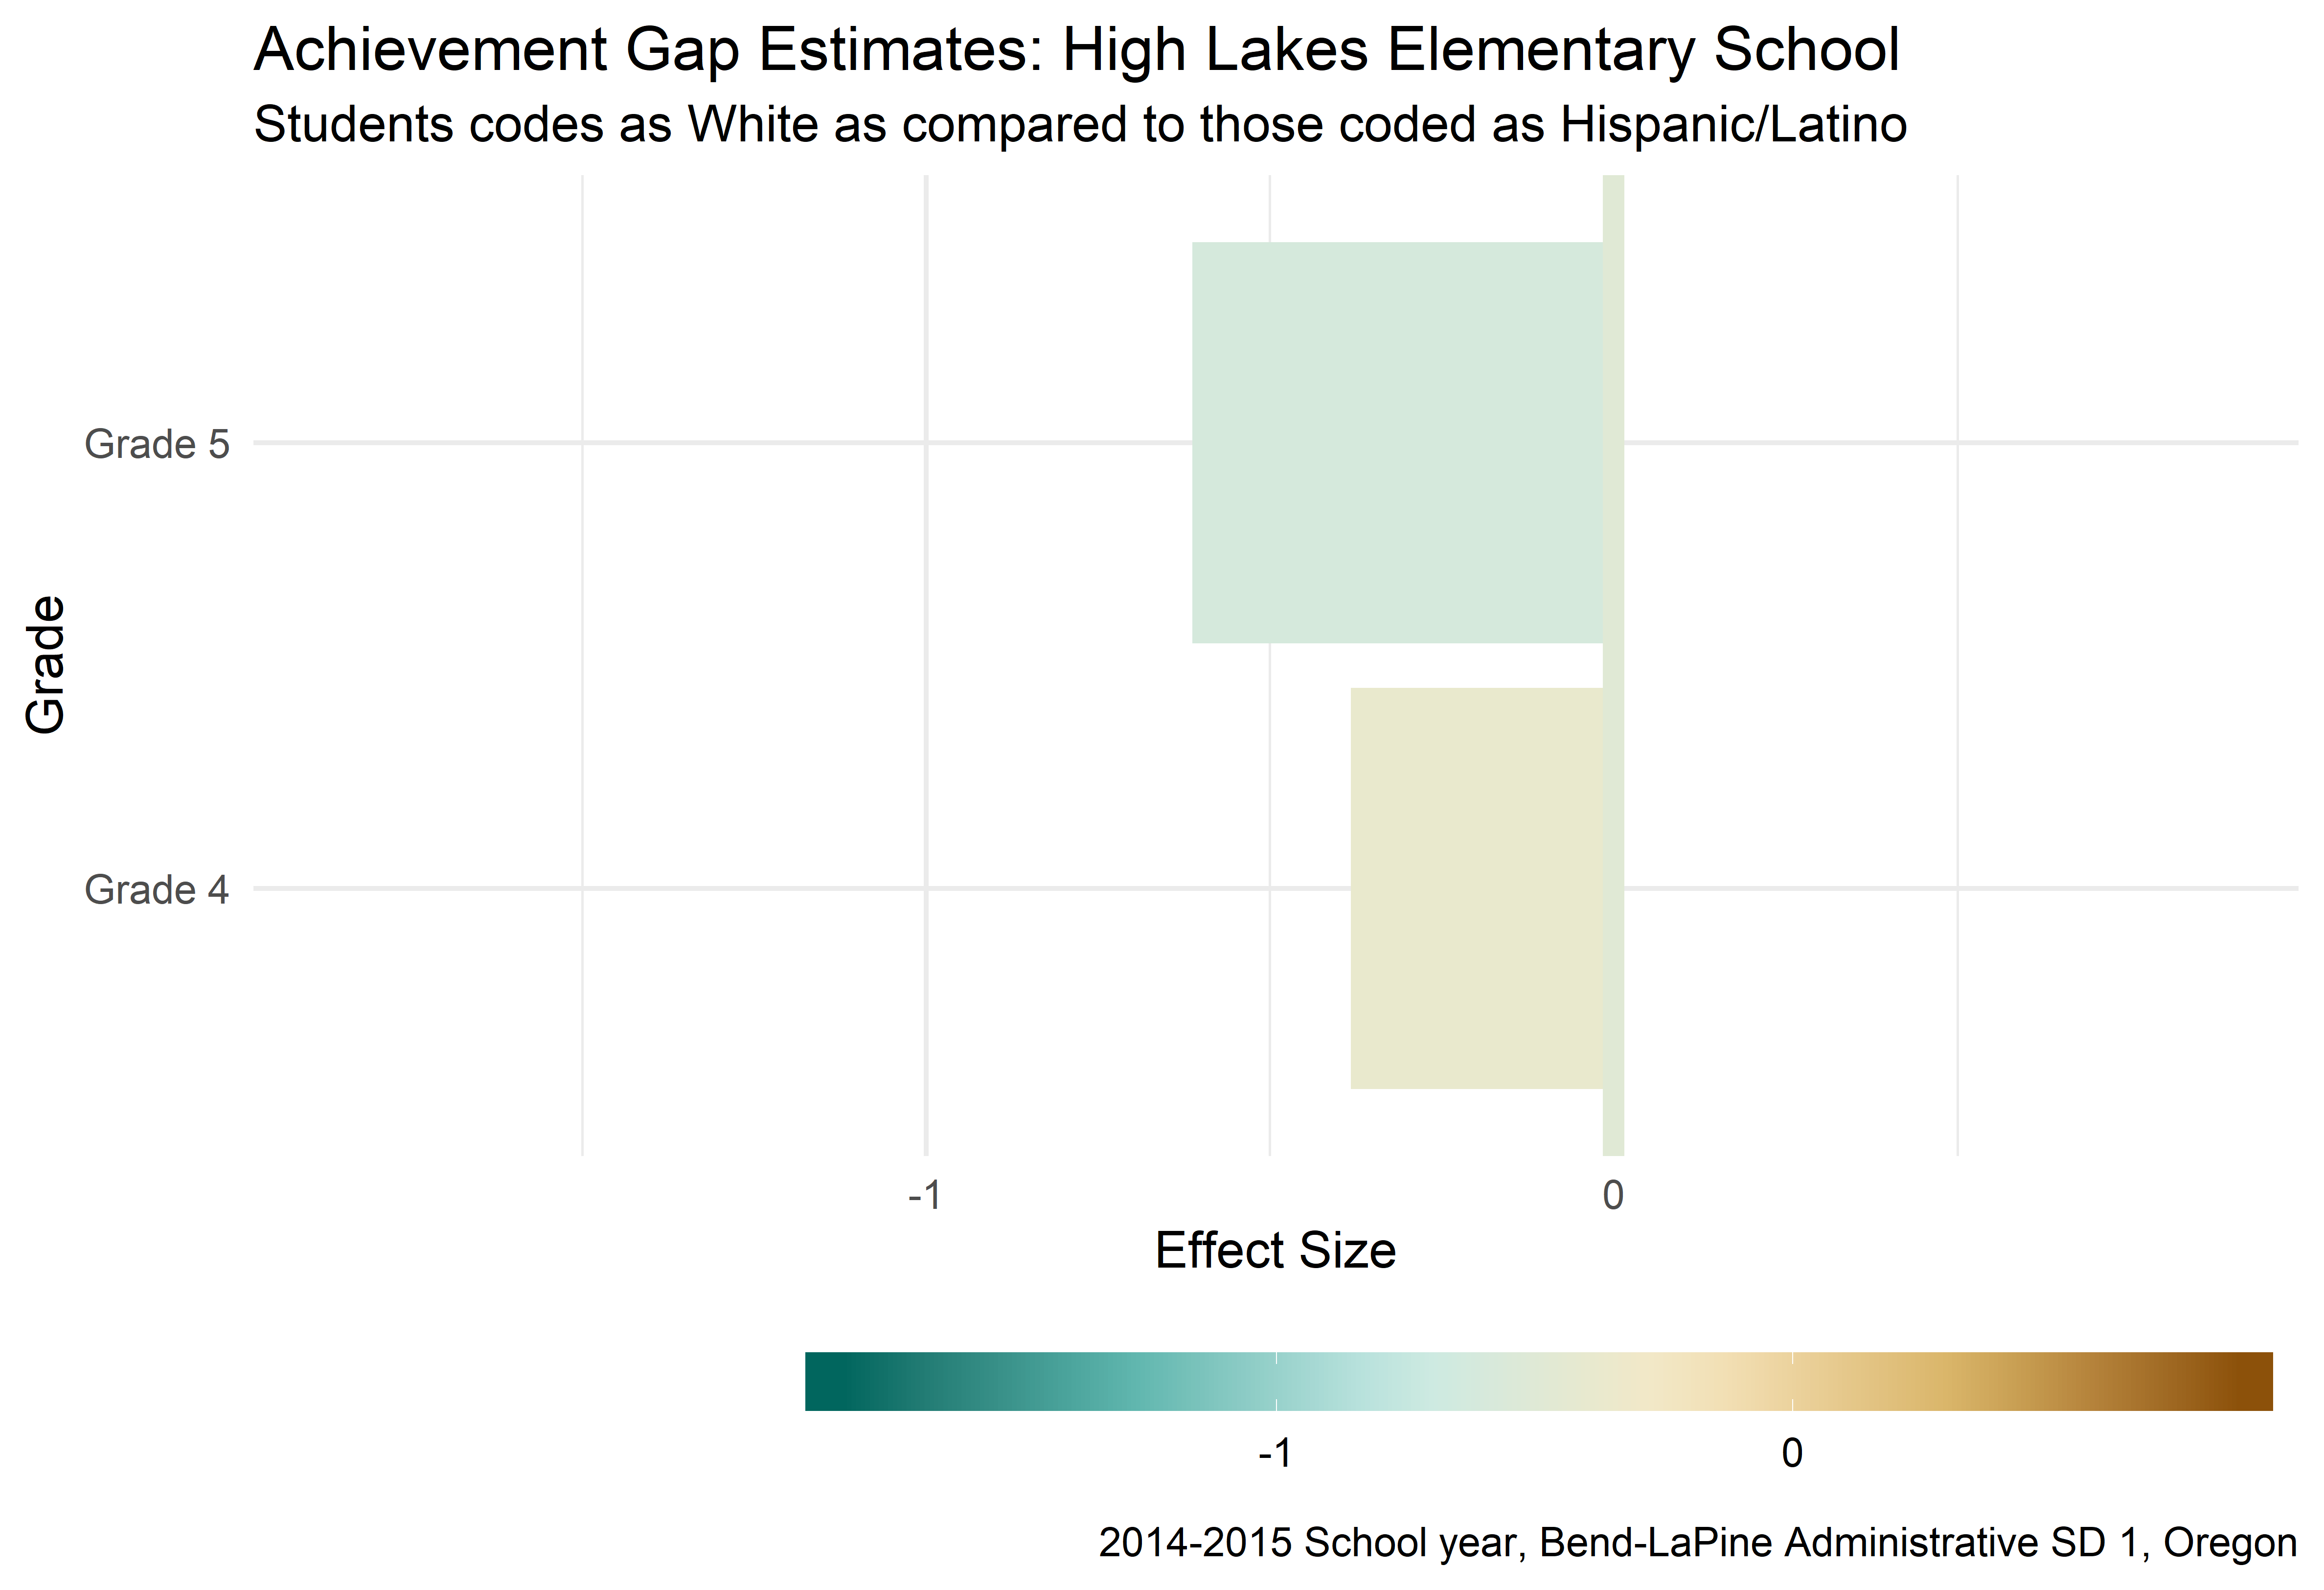 Achievement Gap Estimates: High Lakes Elementary School
Students codes as White as compared to those coded as Hispanic/Latino
Grade
Grade 5
Grade 4
-1
0
Effect Size
-1
0
2014-2015 School year, Bend-LaPine Administrative SD 1, Oregon